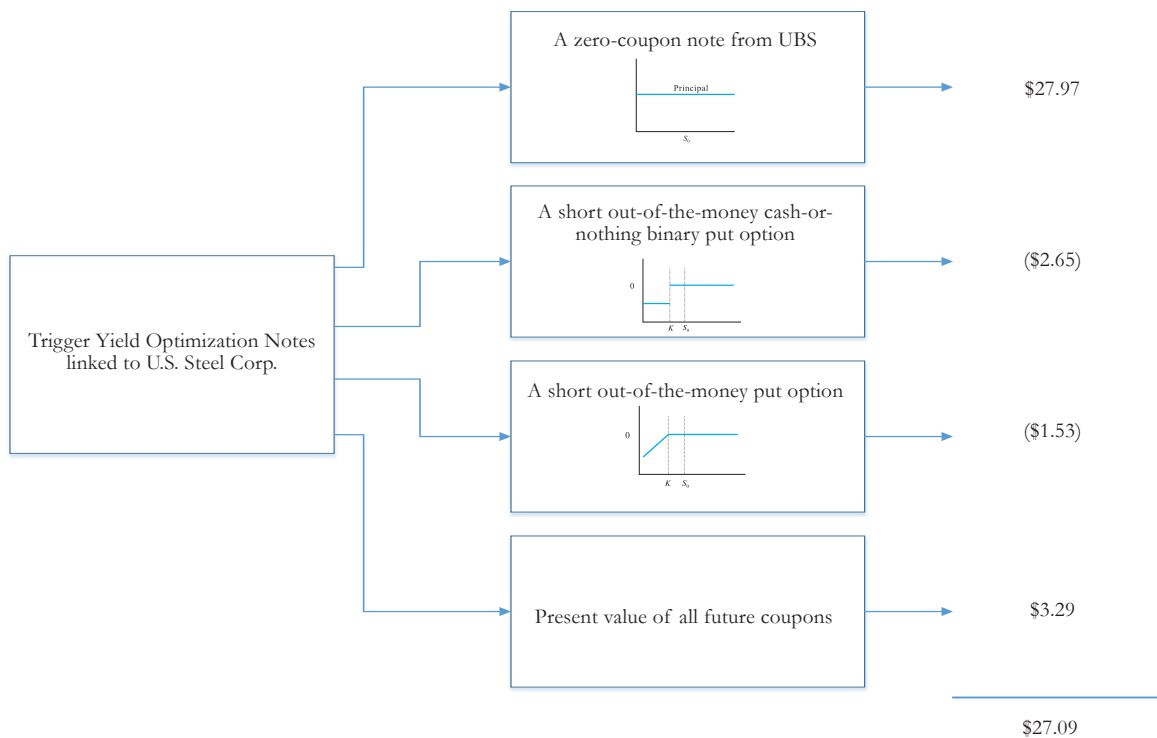 A zero-coupon note from UBS
Principal
S₀
$27.97
A short out-of-the-money cash-or-
nothing binary put option
0
K
S₀
($2.65)
Trigger Yield Optimization Notes
linked to U.S. Steel Corp.
A short out-of-the-money put option
0
K
S₀
($1.53)
Present value of all future coupons
$3.29
$27.09